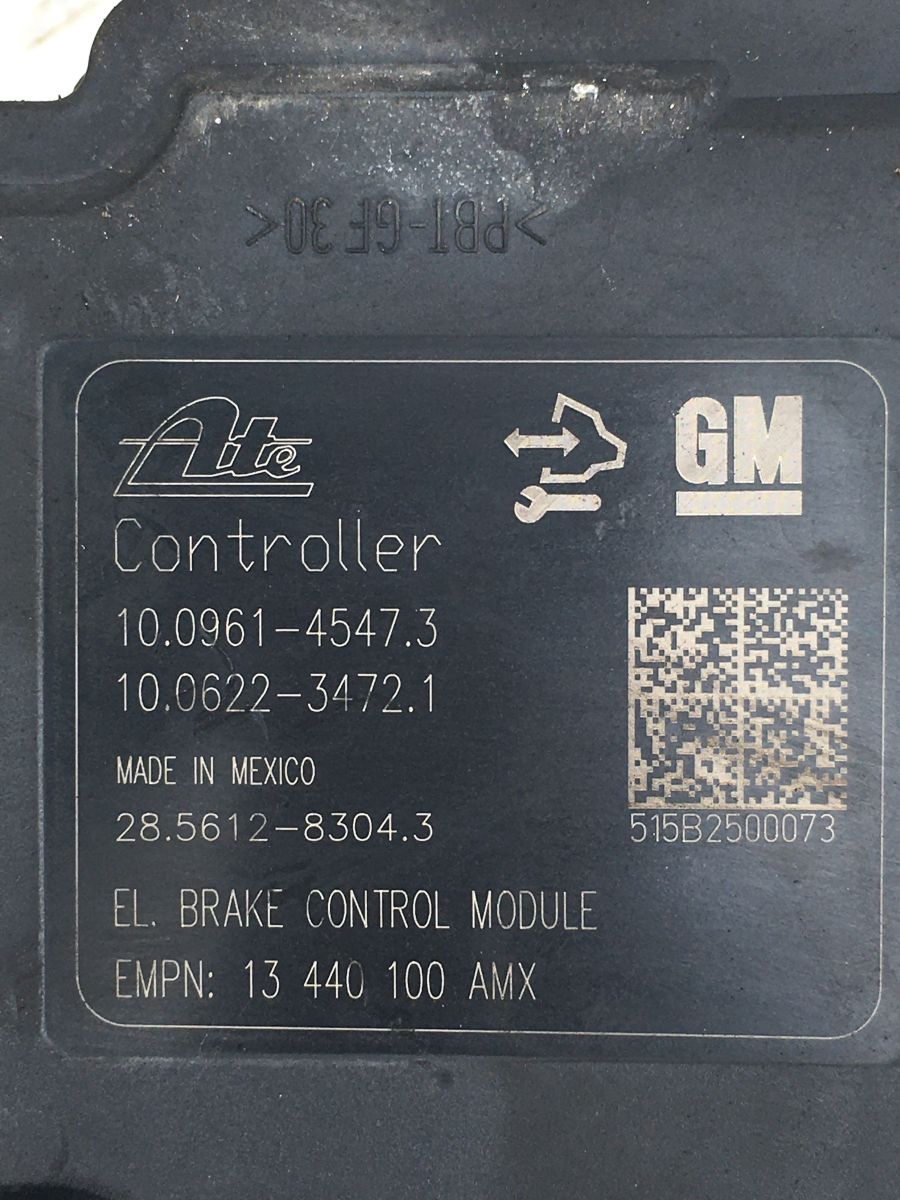 >PBT-GF30<
Ate
GM
Controller
10.0961-4547.3
10.0622-3472.1
MADE IN MEXICO
28.5612-8304.3
515B2500073
EL. BRAKE CONTROL MODULE
EMPN: 13 440 100 AMX